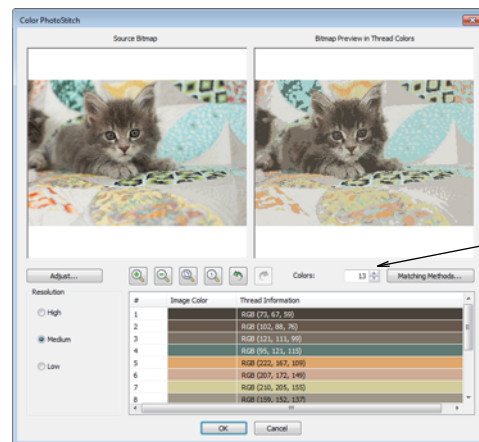 Color PhotoStitch
Source Bitmap
Bitmap Preview in Thread Colors
Adjust...
Colors:
13
Matching Methods...
Resolution
High
Medium
Low
# Image Color Thread Information
1 RGB (73, 67, 59)
2 RGB (102, 88, 76)
3 RGB (121, 111, 99)
4 RGB (95, 121, 115)
5 RGB (222, 167, 109)
6 RGB (207, 172, 149)
7 RGB (210, 205, 155)
8 RGB (159, 152, 137)
OK
Cancel